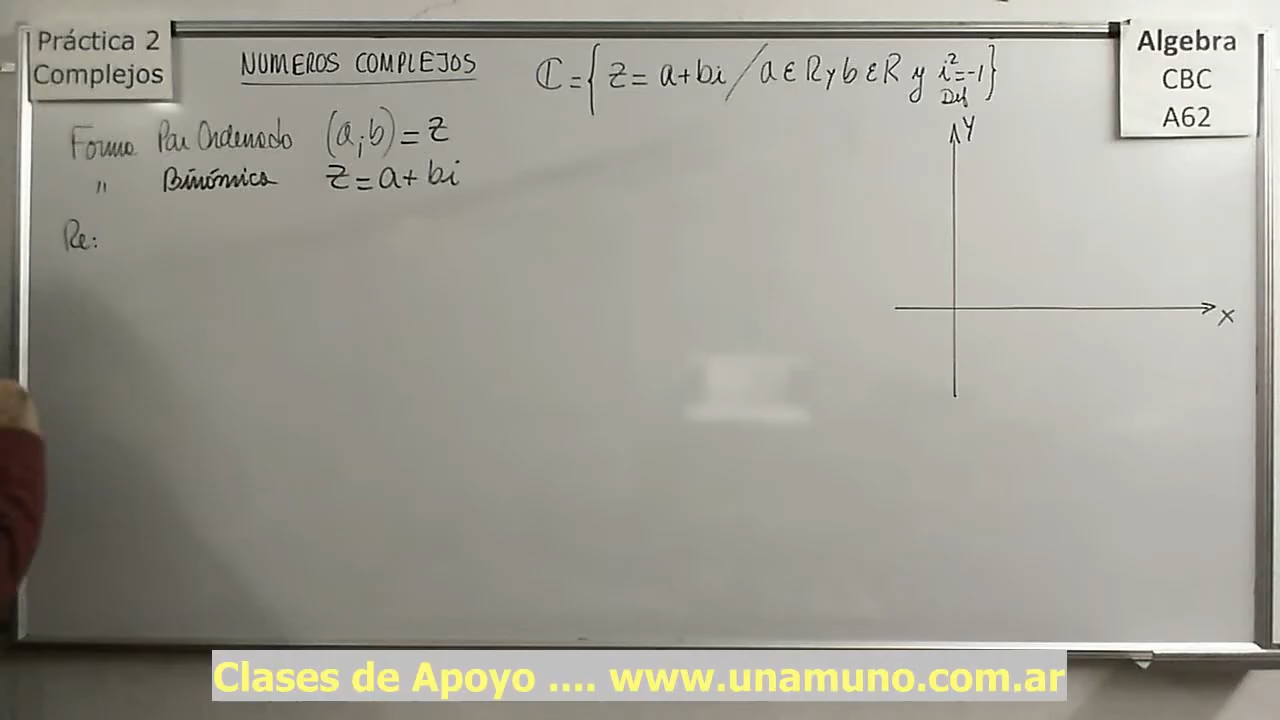 Práctica 2
Complejos
NUMEROS COMPLEJOS
ℂ = { z = a + bi / a ∈ R y b ∈ R y i² = -1 }
Def
Algebra
CBC
A62
Forma Par Ordenado (a;b) = z
" Binómica z = a + bi
Re:
Y
X
Clases de Apoyo .... www.unamuno.com.ar